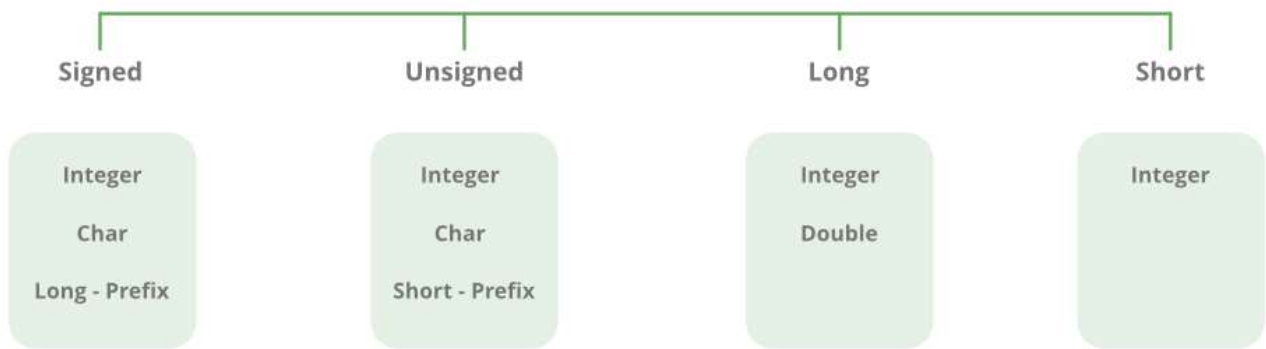 Signed
Unsigned
Long
Short
Integer
Char
Long - Prefix
Integer
Char
Short - Prefix
Integer
Double
Integer